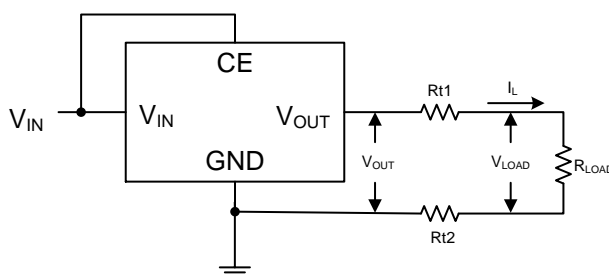 CE
V_IN
V_IN
V_OUT
GND
Rt1
I_L
V_OUT
V_LOAD
R_LOAD
Rt2